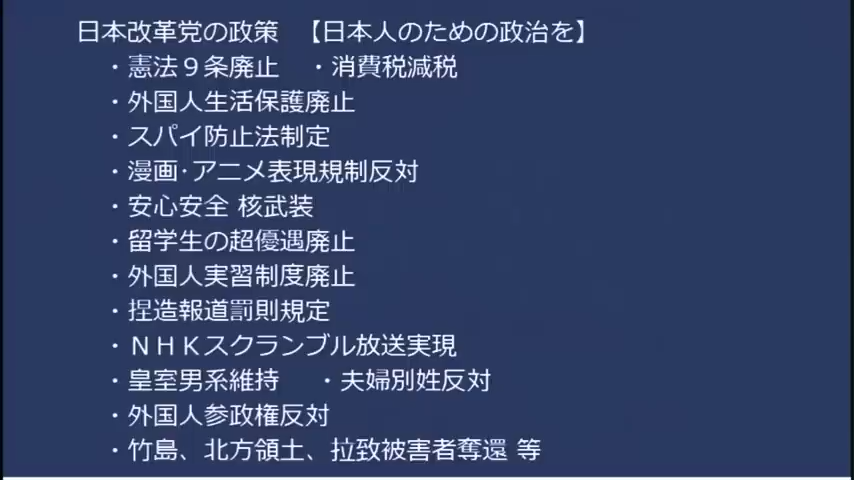 日本改革党の政策 【日本人のための政治を】
・憲法９条廃止 ・消費税減税
・外国人生活保護廃止
・スパイ防止法制定
・漫画･アニメ表現規制反対
・安心安全 核武装
・留学生の超優遇廃止
・外国人実習制度廃止
・捏造報道罰則規定
・ＮＨＫスクランブル放送実現
・皇室男系維持 ・夫婦別姓反対
・外国人参政権反対
・竹島、北方領土、拉致被害者奪還 等